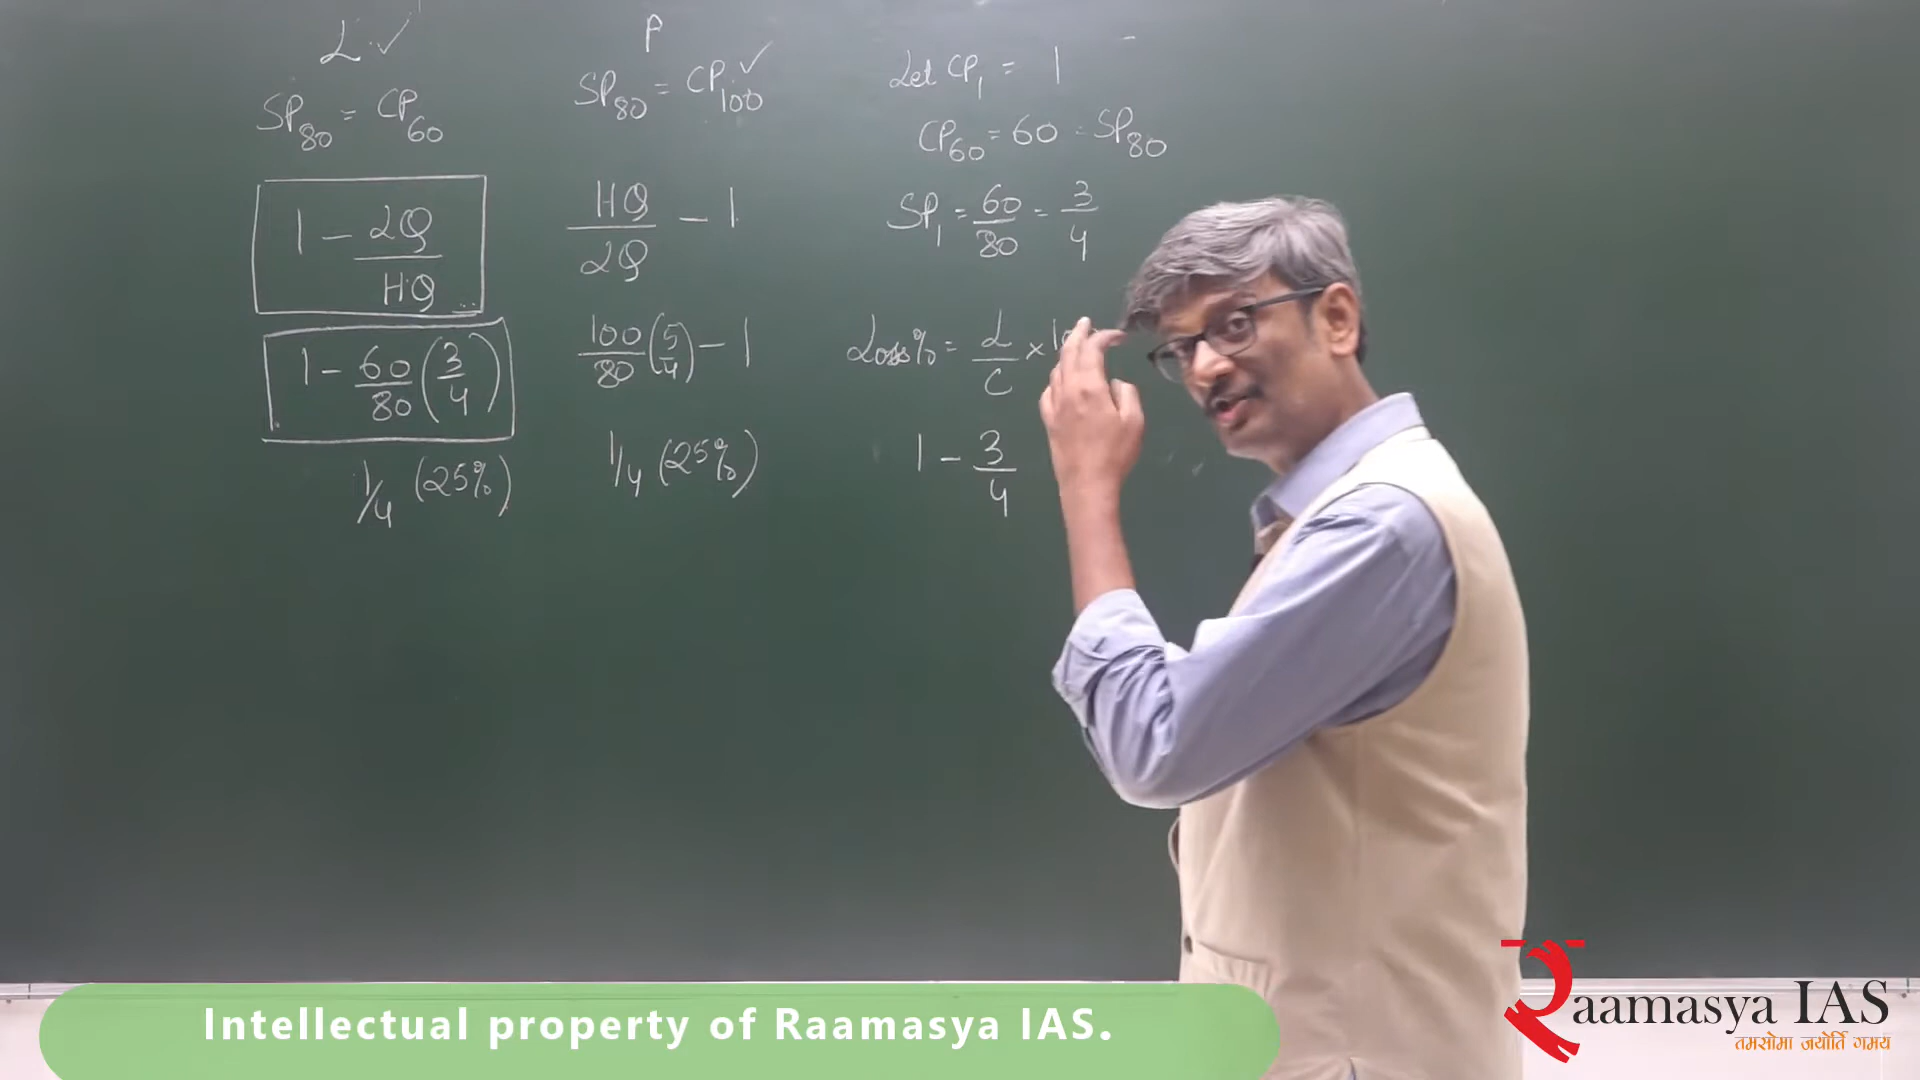 L ✓
SP80 = CP60
1 - LQ/HQ
1 - 60/80 (3/4)
1/4 (25%)
P
SP80 = CP100 ✓
HQ/LQ - 1
100/80 (5/4) - 1
1/4 (25%)
Let CP1 = 1
CP60 = 60 = SP80
SP1 = 60/80 = 3/4
Loss% = L/C × 10
1 - 3/4
Intellectual property of Raamasya IAS.
Raamasya IAS
तमसोमा ज्योर्ति गमय